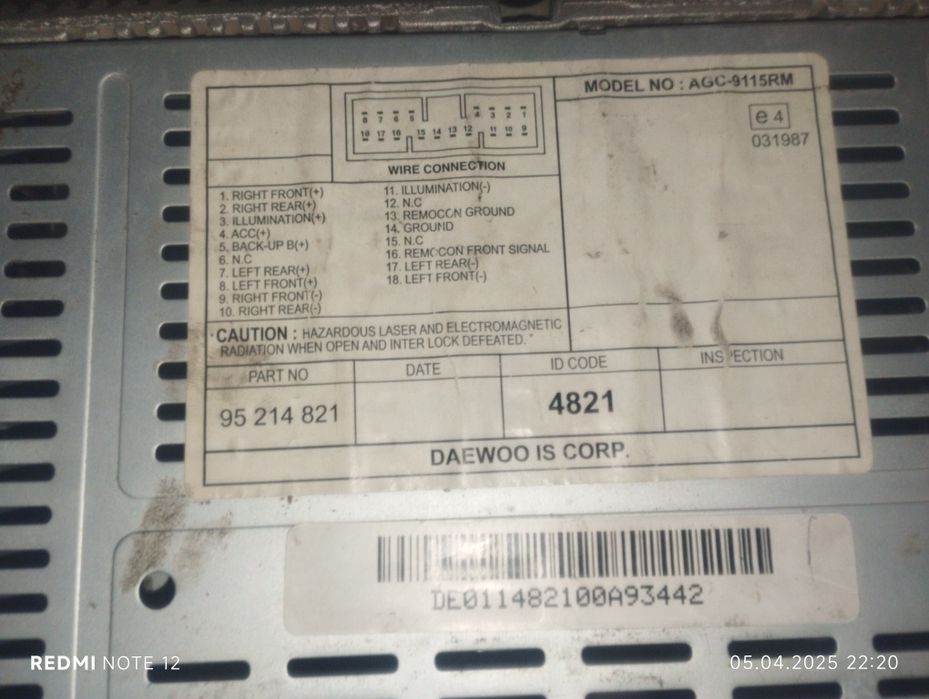 MODEL NO : AGC-9115RM
e 4
031987
8 7 6 5 4 3 2 1
18 17 16 15 14 13 12 11 10 9
WIRE CONNECTION
1. RIGHT FRONT(+)
2. RIGHT REAR(+)
3. ILLUMINATION(+)
4. ACC(+)
5. BACK-UP B(+)
6. N.C
7. LEFT REAR(+)
8. LEFT FRONT(+)
9. RIGHT FRONT(-)
10. RIGHT REAR(-)
11. ILLUMINATION(-)
12. N.C
13. REMOCON GROUND
14. GROUND
15. N.C
16. REMOCON FRONT SIGNAL
17. LEFT REAR(-)
18. LEFT FRONT(-)
CAUTION : HAZARDOUS LASER AND ELECTROMAGNETIC
RADIATION WHEN OPEN AND INTER LOCK DEFEATED. "
PART NO DATE ID CODE INSPECTION
95 214 821 4821
DAEWOO IS CORP.
DE011482100A93442
REDMI NOTE 12 05.04.2025 22:20